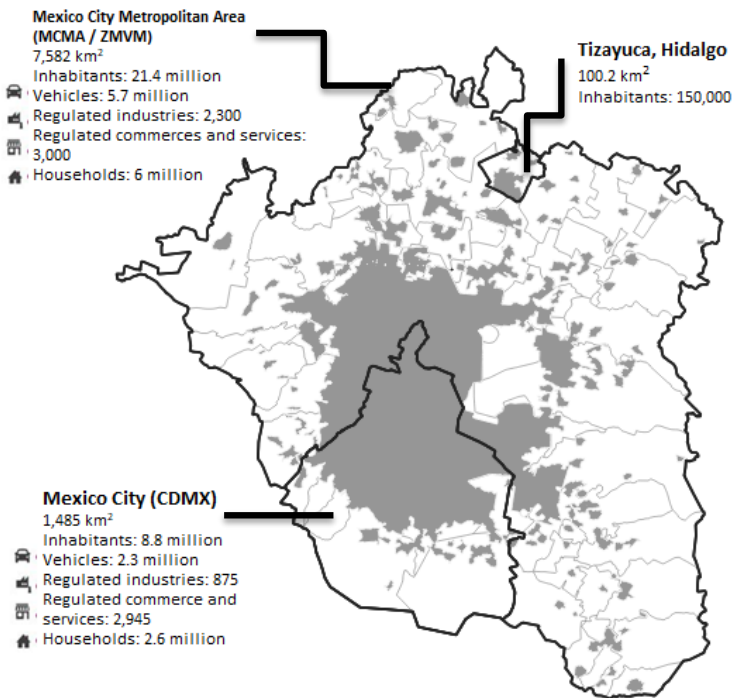 Mexico City Metropolitan Area
(MCMA / ZMVM)
7,582 km²
Inhabitants: 21.4 million
Vehicles: 5.7 million
Regulated industries: 2,300
Regulated commerces and services:
3,000
Households: 6 million
Tizayuca, Hidalgo
100.2 km²
Inhabitants: 150,000
Mexico City (CDMX)
1,485 km²
Inhabitants: 8.8 million
Vehicles: 2.3 million
Regulated industries: 875
Regulated commerce and
services: 2,945
Households: 2.6 million